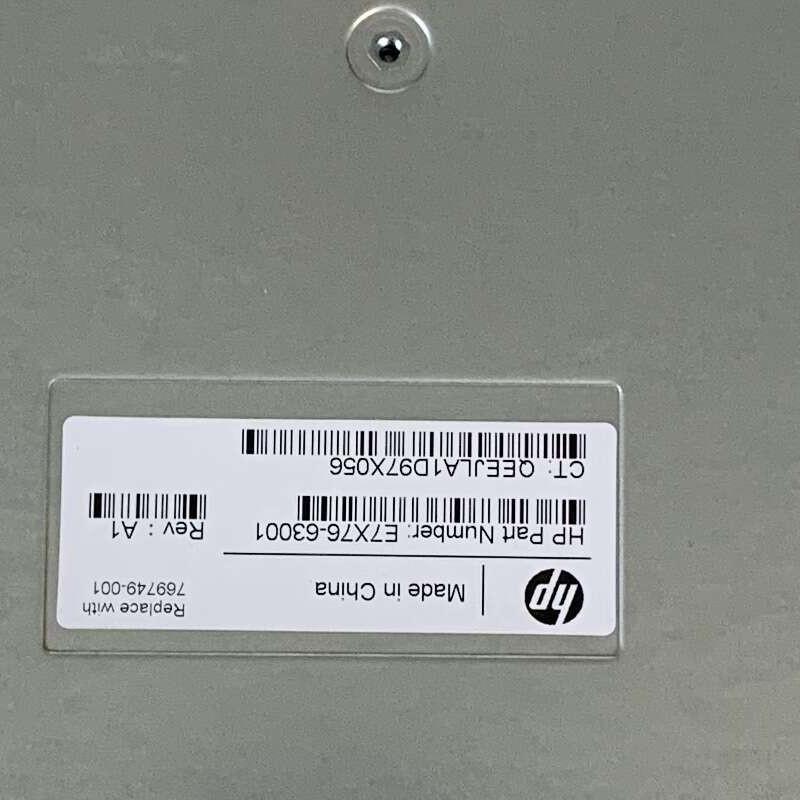 hp
Made in China
Replace with
769749-001
HP Part Number: E7X76-63001
Rev : A1
CT: QEEJLA1D97X056